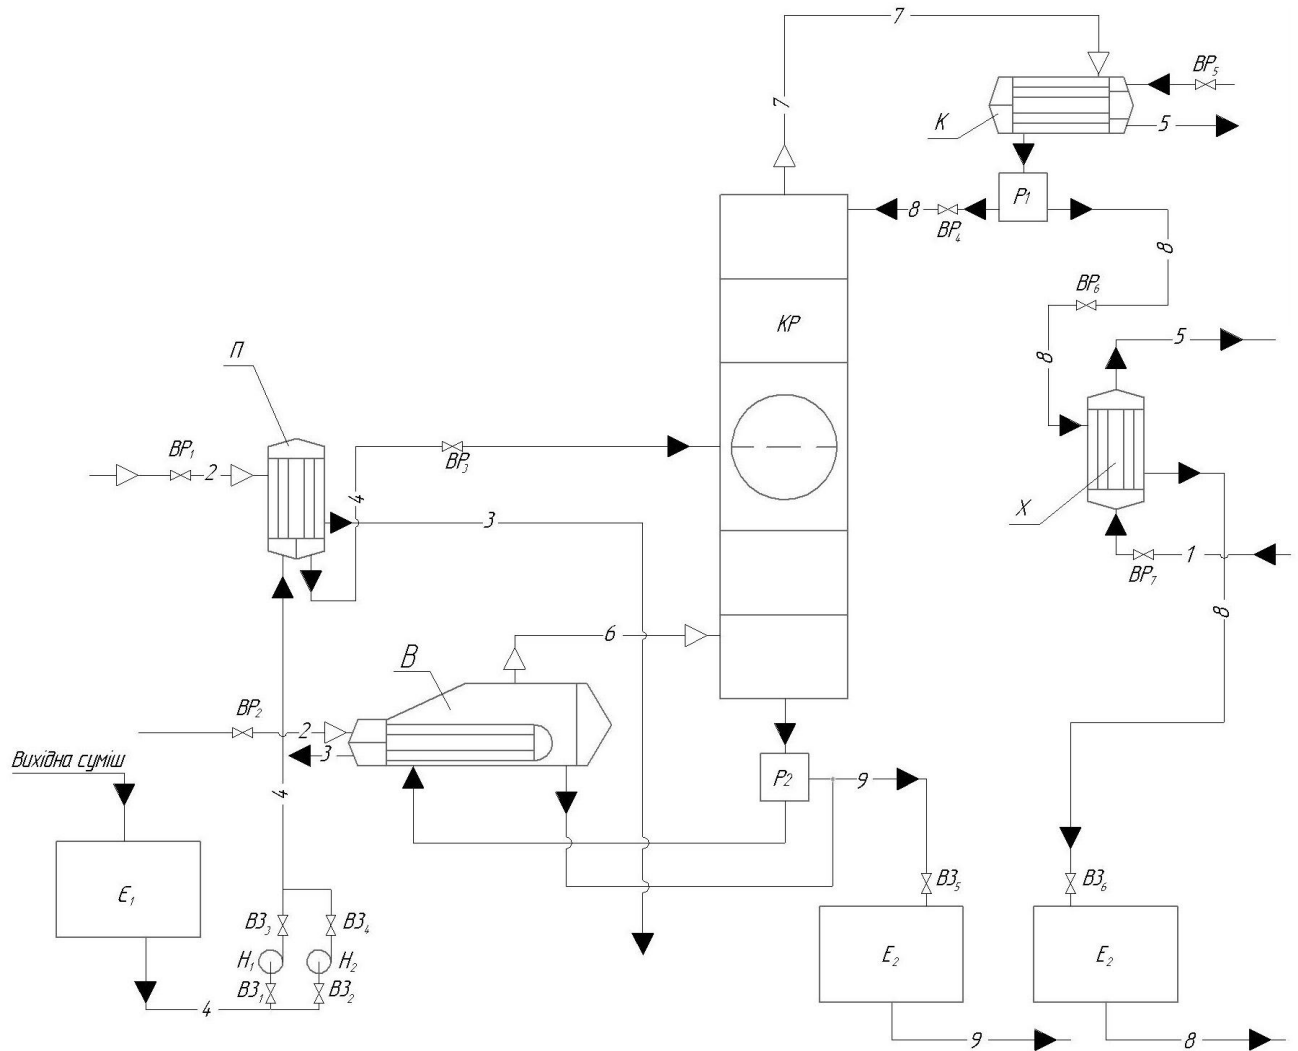 7
7
ВР₅
К
5
Р₁
8
ВР₄
8
ВР₆
КР
5
8
П
ВР₁
2
ВР₃
4
3
Х
1
ВР₇
8
6
В
ВР₂
2
3
Вихідна суміш
4
Р₂
9
Е₁
ВЗ₃
ВЗ₄
Н₁
Н₂
ВЗ₁
ВЗ₂
4
ВЗ₅
ВЗ₆
Е₂
Е₂
9
8